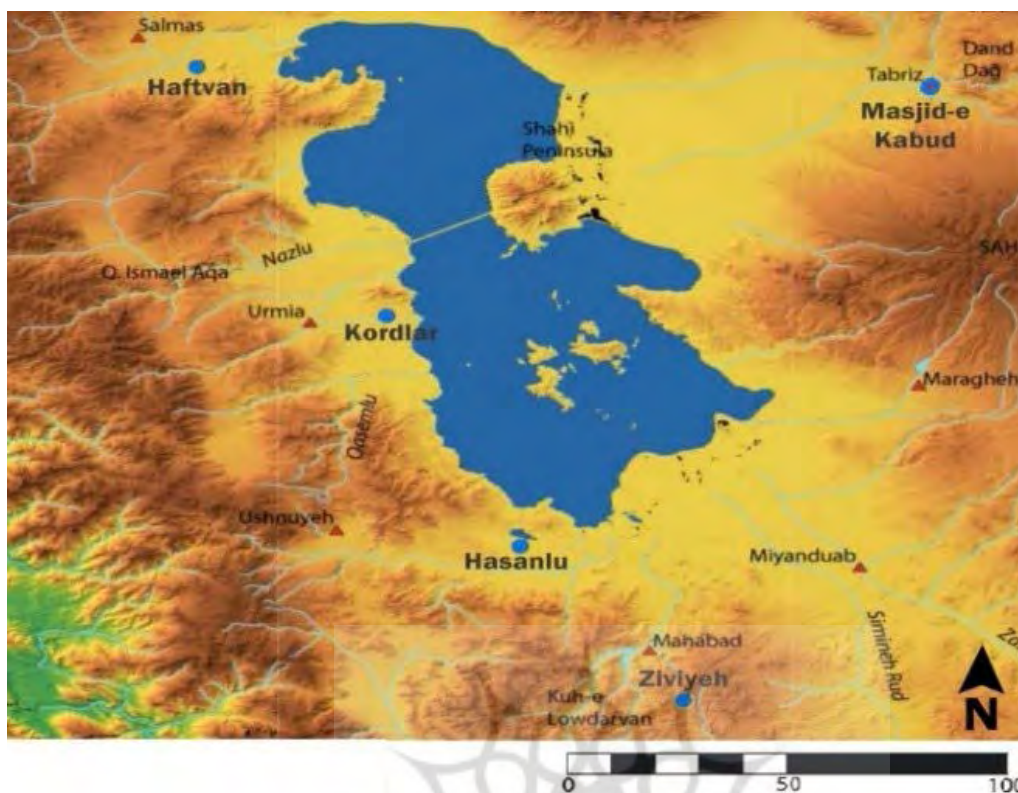 Salmas
Haftvan
Dand
Dağ
Tabriz
Masjid-e
Kabud
Shahi
Peninsula
Nazlu
SAH
Q. Ismael Aqa
Urmia
Kordlar
Maragheh
Qasemlu
Ushnuyeh
Hasanlu
Miyanduab
Simineh Rud
Mahabad
Ziviyeh
Kuh-e
Lowdarvan
N
0
50
100